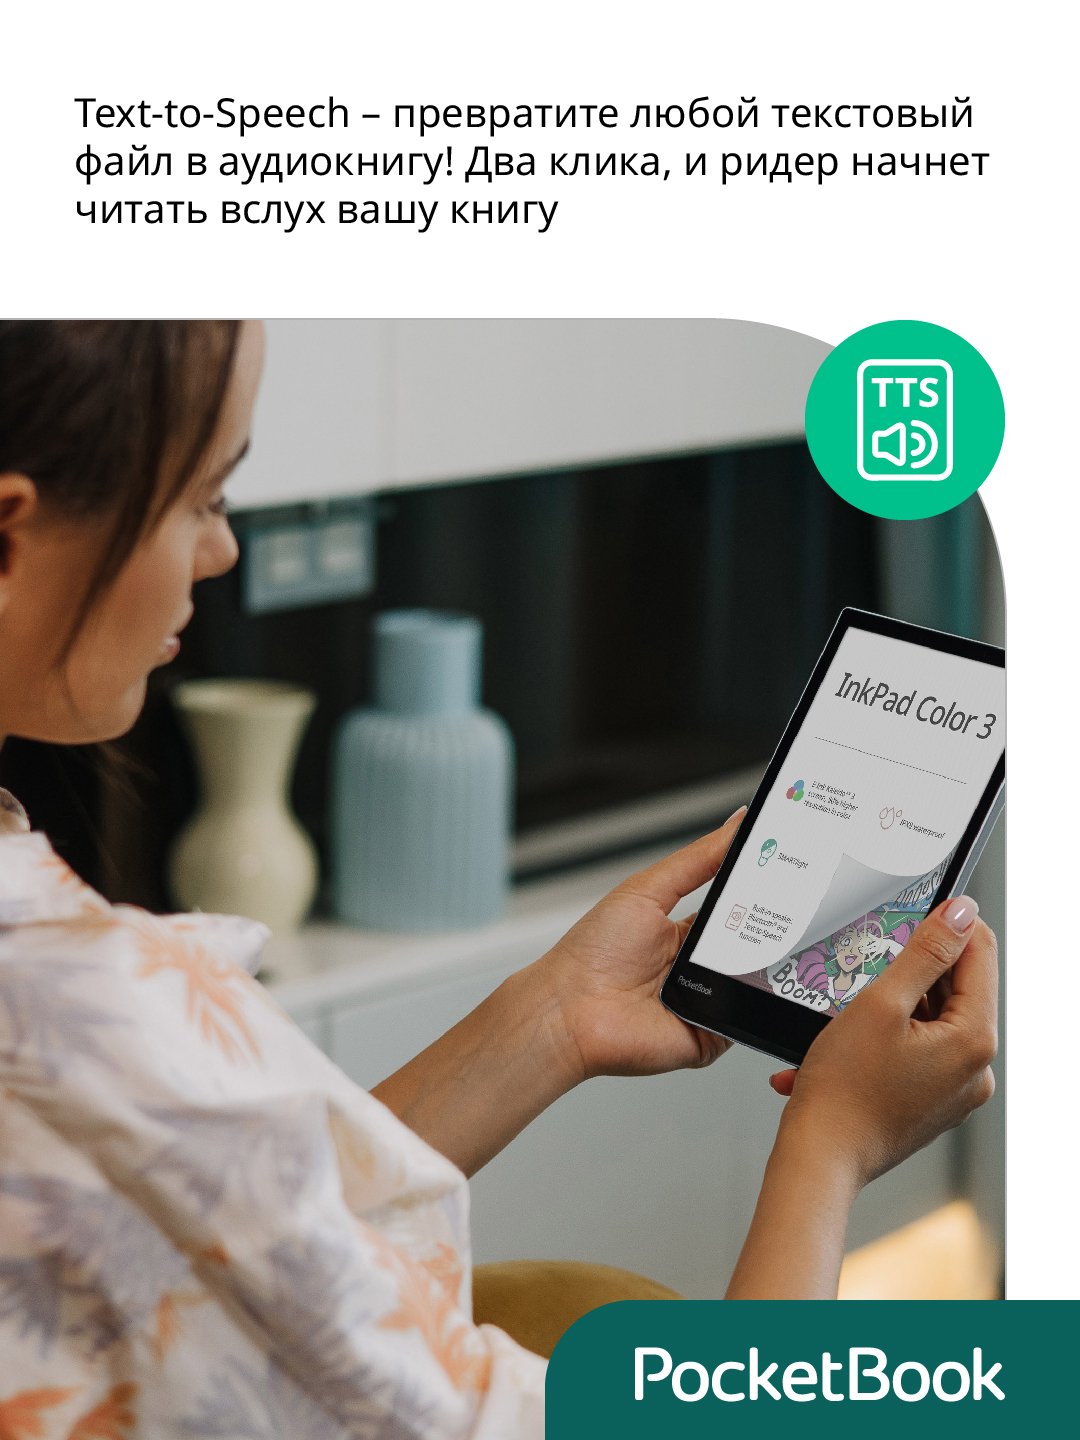 Text-to-Speech – превратите любой текстовый
файл в аудиокнигу! Два клика, и ридер начнет
читать вслух вашу книгу
TTS
InkPad Color 3
E Ink Kaleido™ 3
screen, 30% higher
resolution in color
IPX8 waterproof
SMARTlight
Built-in speaker,
Bluetooth® and
Text-to-Speech
function
BOOM?
PocketBook
PocketBook